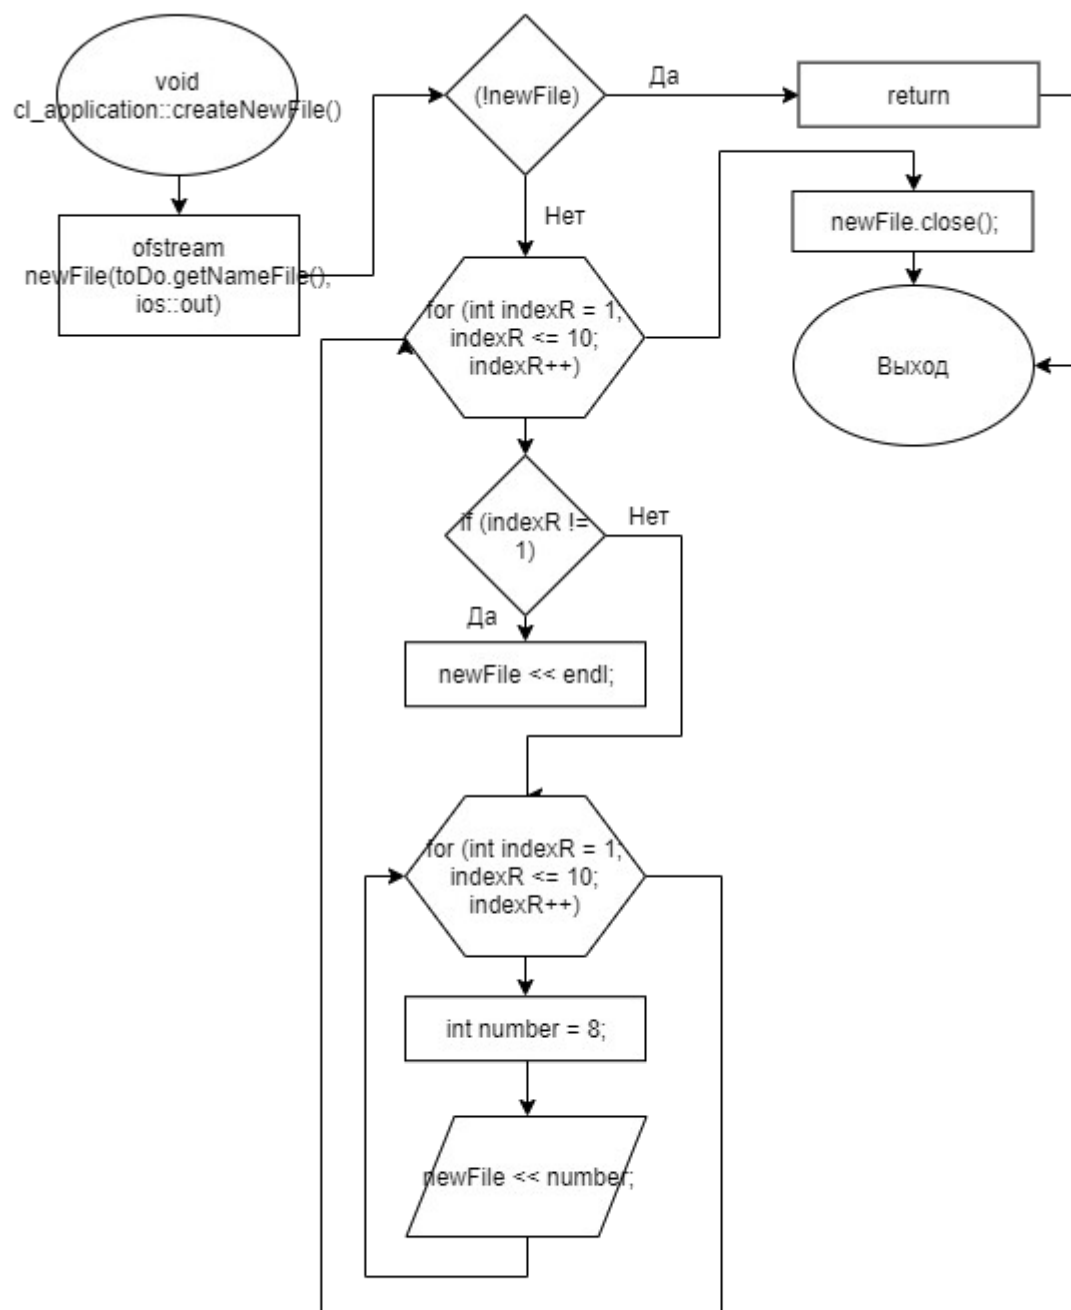 void
cl_application::createNewFile()
ofstream
newFile(toDo.getNameFile(),
ios::out)
(!newFile)
Да
return
Нет
for (int indexR = 1;
indexR <= 10;
indexR++)
newFile.close();
Выход
if (indexR !=
1)
Нет
Да
newFile << endl;
for (int indexR = 1;
indexR <= 10;
indexR++)
int number = 8;
newFile << number;